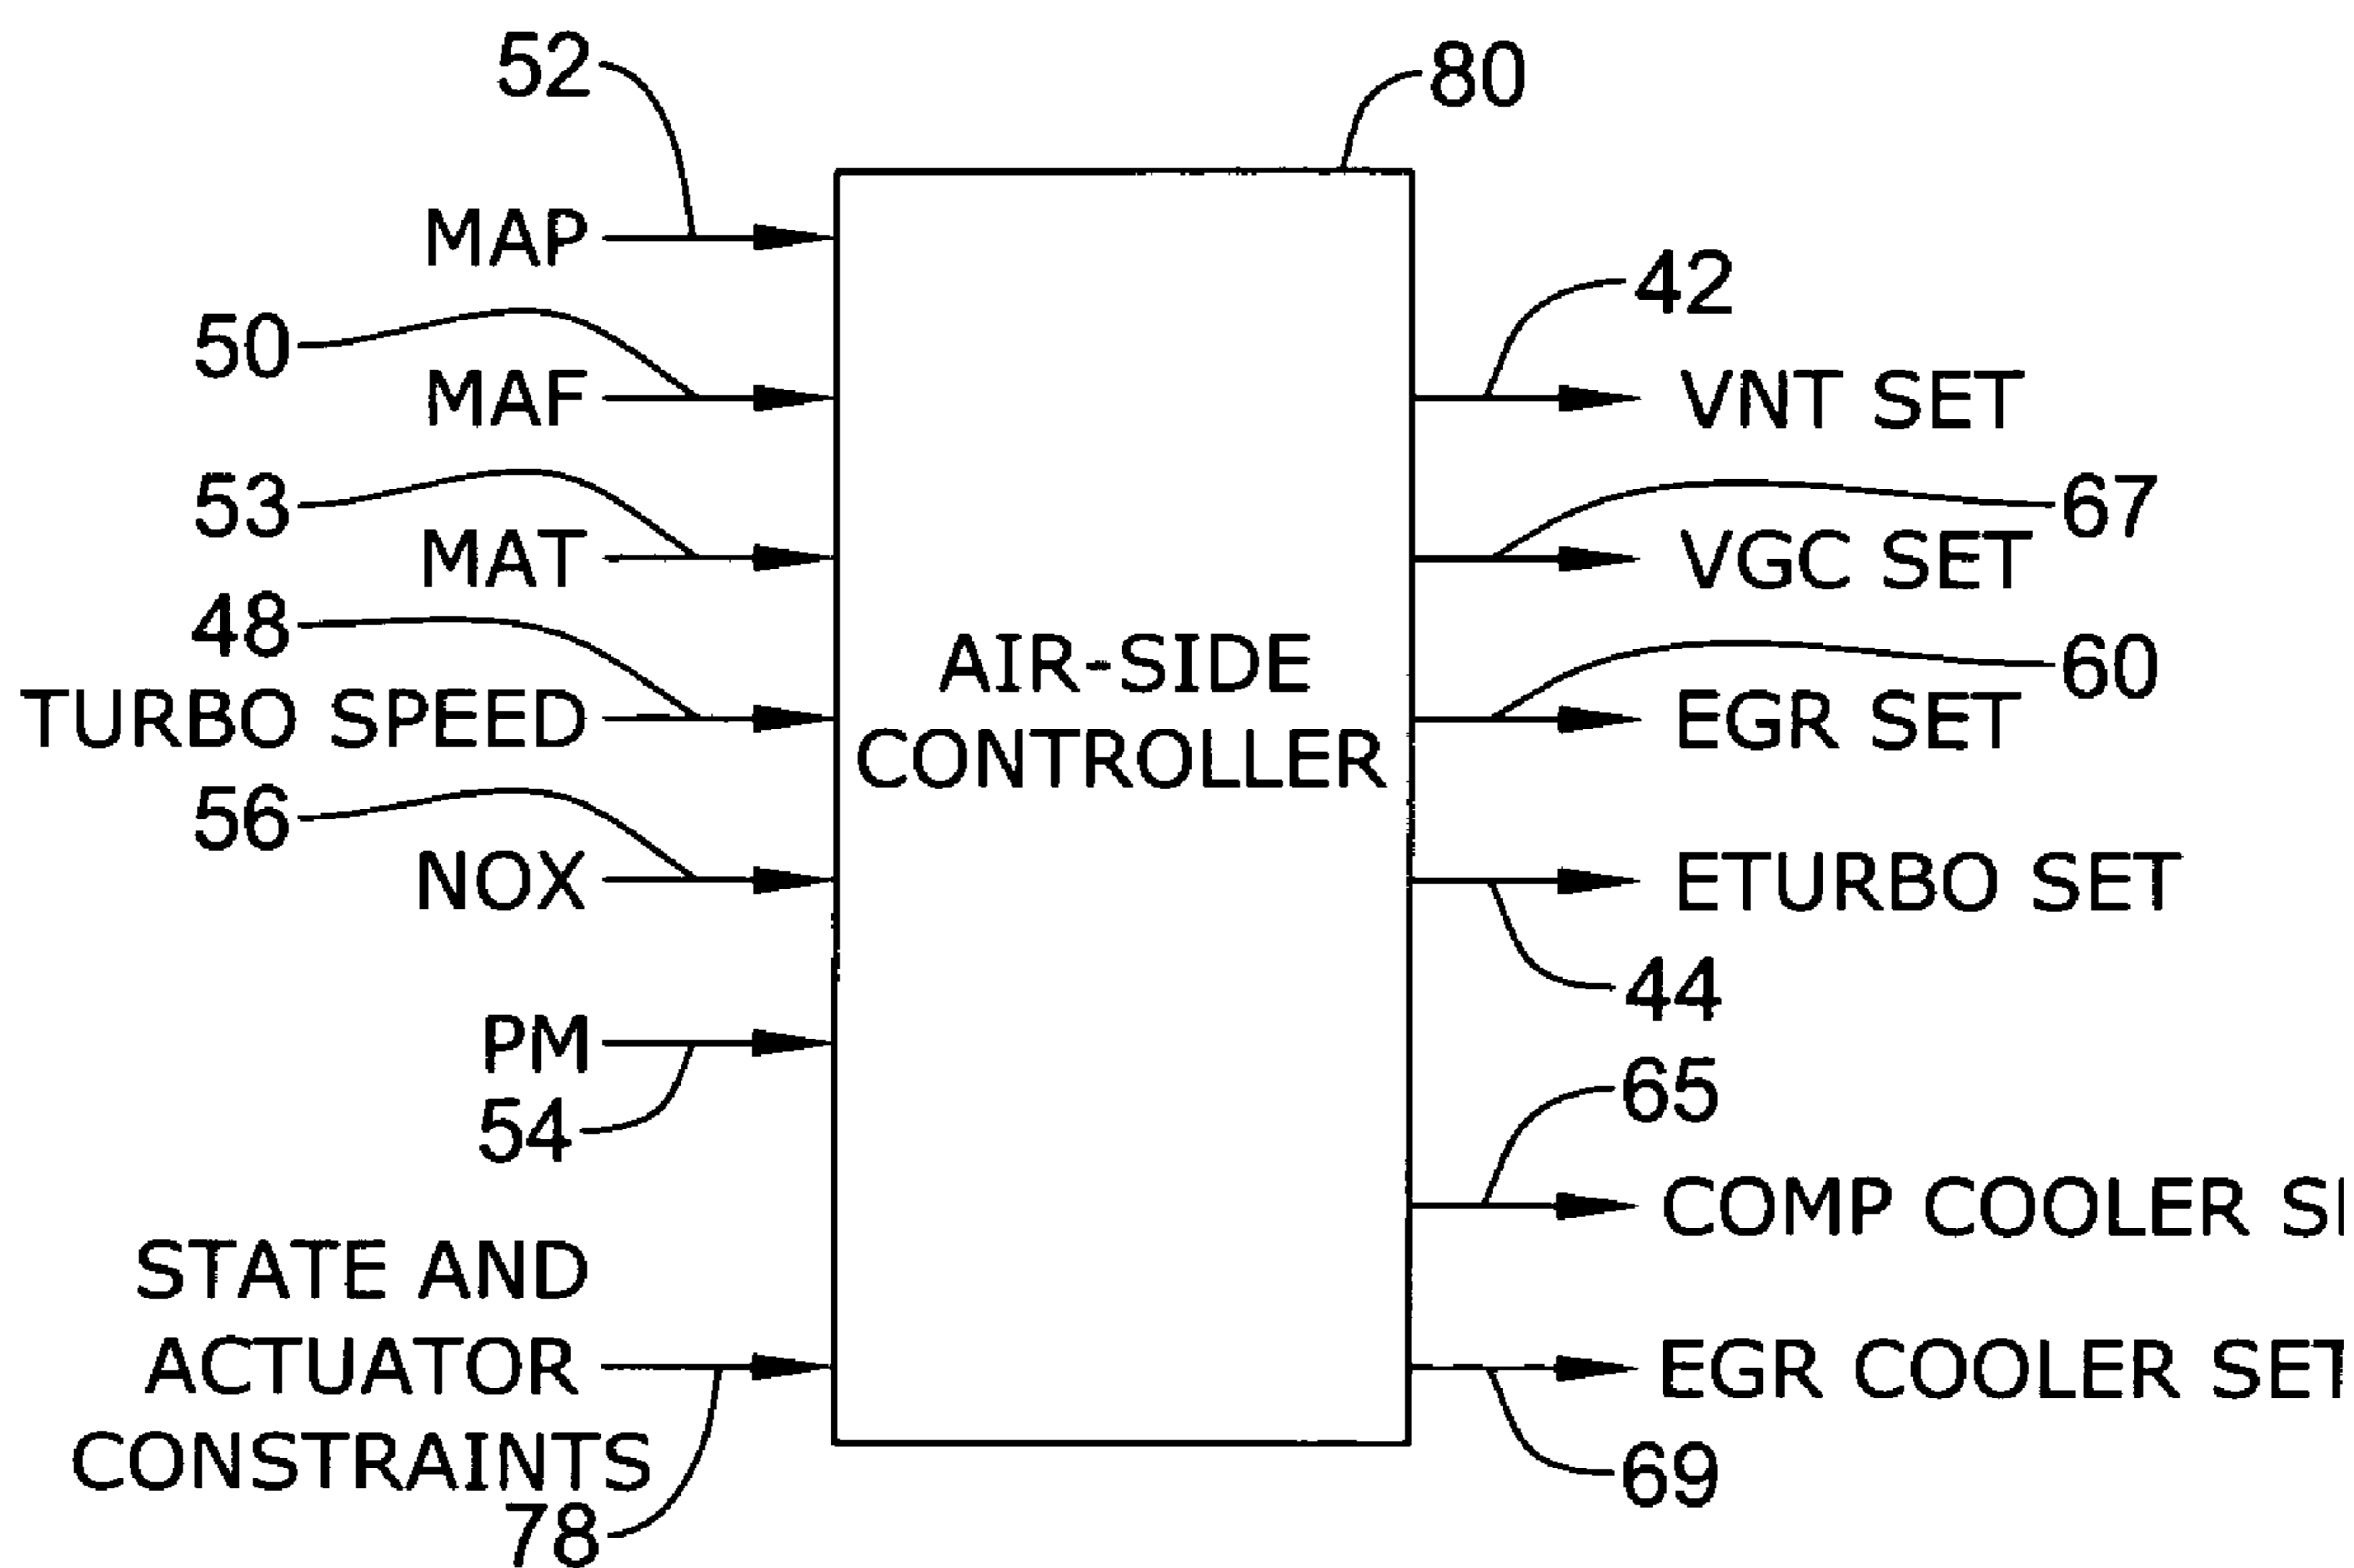 52
80
MAP
42
50
MAF
VNT SET
53
67
MAT
VGC SET
48
AIR-SIDE
CONTROLLER
60
TURBO SPEED
EGR SET
56
NOX
ETURBO SET
44
PM
54
65
COMP COOLER
STATE AND
ACTUATOR
CONSTRAINTS
EGR COOLER SET
69
78